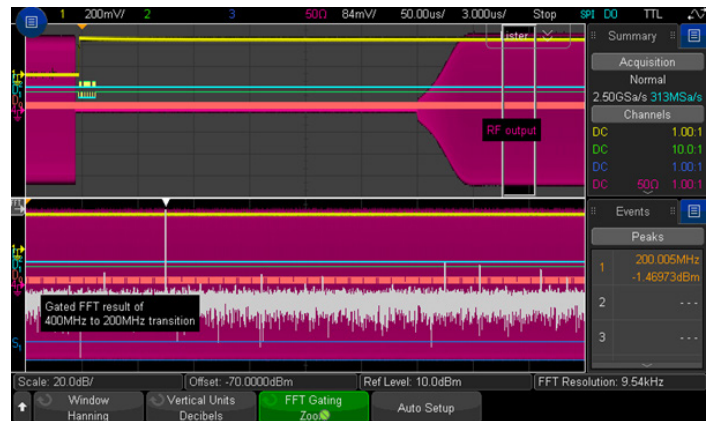 1 200mV/ 2 3 50Ω 84mV/ 50.00us/ 3.000us/ Stop SPI D0 TTL
Lister
Summary
Acquisition
Normal
2.50GSa/s 313MSa/s
Channels
DC 1.00:1
DC 10.0:1
DC 1.00:1
DC 50Ω 1.00:1
RF output
Events
Peaks
1 200.005MHz
-1.46973dBm
2 - - -
3 - - -
Gated FFT result of
400MHz to 200MHz transition
Scale: 20.0dB/ Offset: -70.0000dBm Ref Level: 10.0dBm FFT Resolution: 9.54kHz
Window
Hanning
Vertical Units
Decibels
FFT Gating
Zoom
Auto Setup